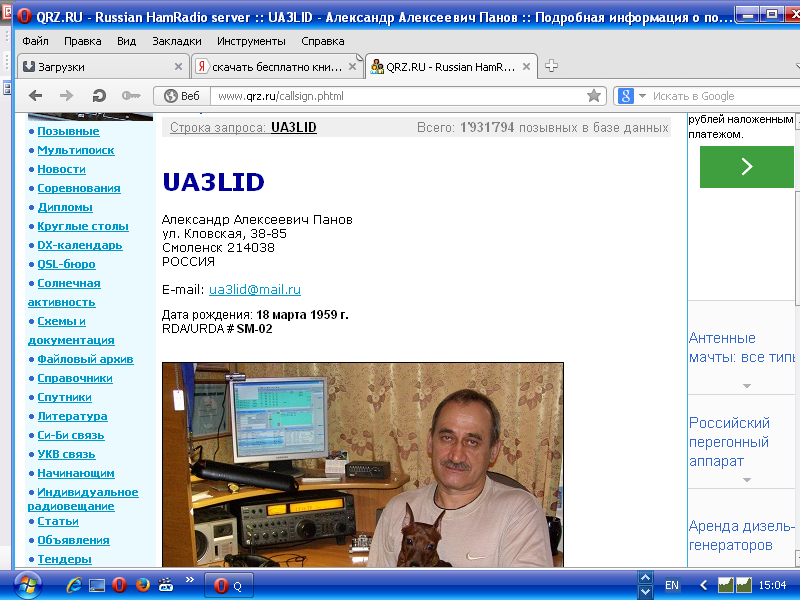 QRZ.RU - Russian HamRadio server :: UA3LID - Александр Алексеевич Панов :: Подробная информация о по...
Файл Правка Вид Закладки Инструменты Справка
Загрузки
скачать бесплатно кни...
QRZ.RU - Russian HamR...
Веб
www.qrz.ru/callsign.phtml
Искать в Google
Строка запроса: UA3LID
Всего: 1'931'794 позывных в базе данных
Позывные
Мультипоиск
Новости
Соревнования
Дипломы
Круглые столы
DX-календарь
QSL-бюро
Солнечная
активность
Схемы и
документация
Файловый архив
Справочники
Спутники
Литература
Си-Би связь
УКВ связь
Начинающим
Индивидуальное
радиовещание
Статьи
Объявления
Тендеры
UA3LID
Александр Алексеевич Панов
ул. Кловская, 38-85
Смоленск 214038
РОССИЯ
E-mail: ua3lid@mail.ru
Дата рождения: 18 марта 1959 г.
RDA/URDA # SM-02
рублей наложенным
платежом.
Антенные
мачты: все типы
Российский
перегонный
аппарат
Аренда дизель-
генераторов
Q
EN
15:04